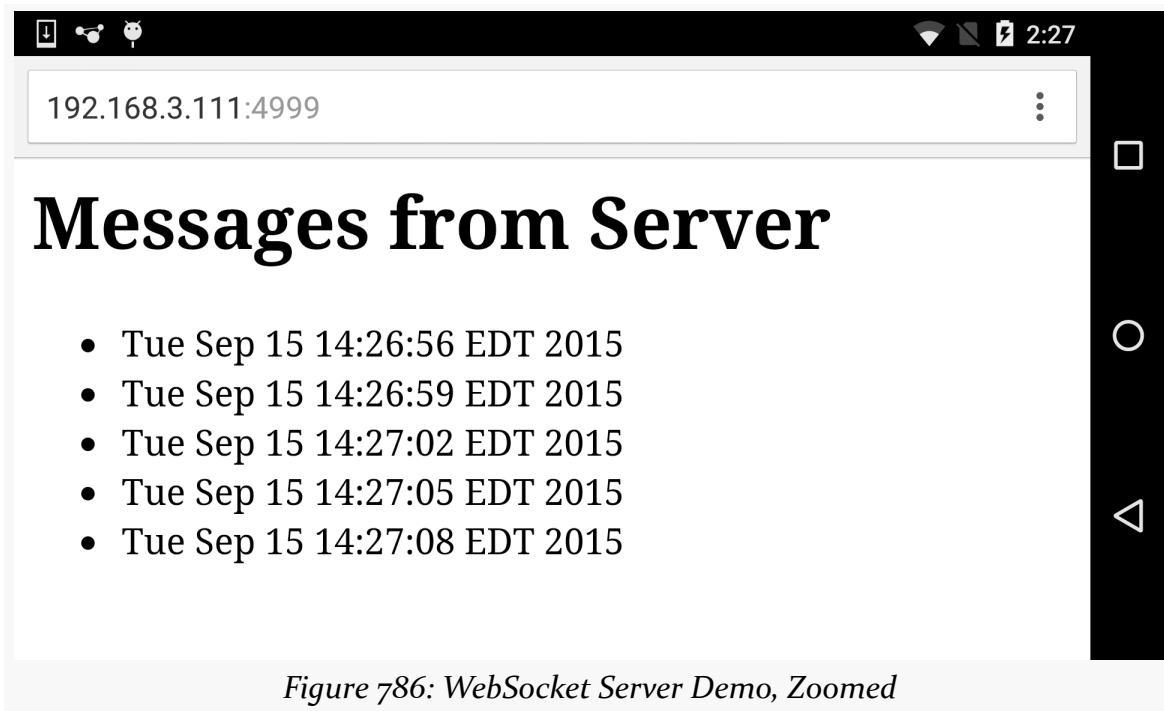 2:27
192.168.3.111:4999
Messages from Server
• Tue Sep 15 14:26:56 EDT 2015
• Tue Sep 15 14:26:59 EDT 2015
• Tue Sep 15 14:27:02 EDT 2015
• Tue Sep 15 14:27:05 EDT 2015
• Tue Sep 15 14:27:08 EDT 2015
Figure 786: WebSocket Server Demo, Zoomed